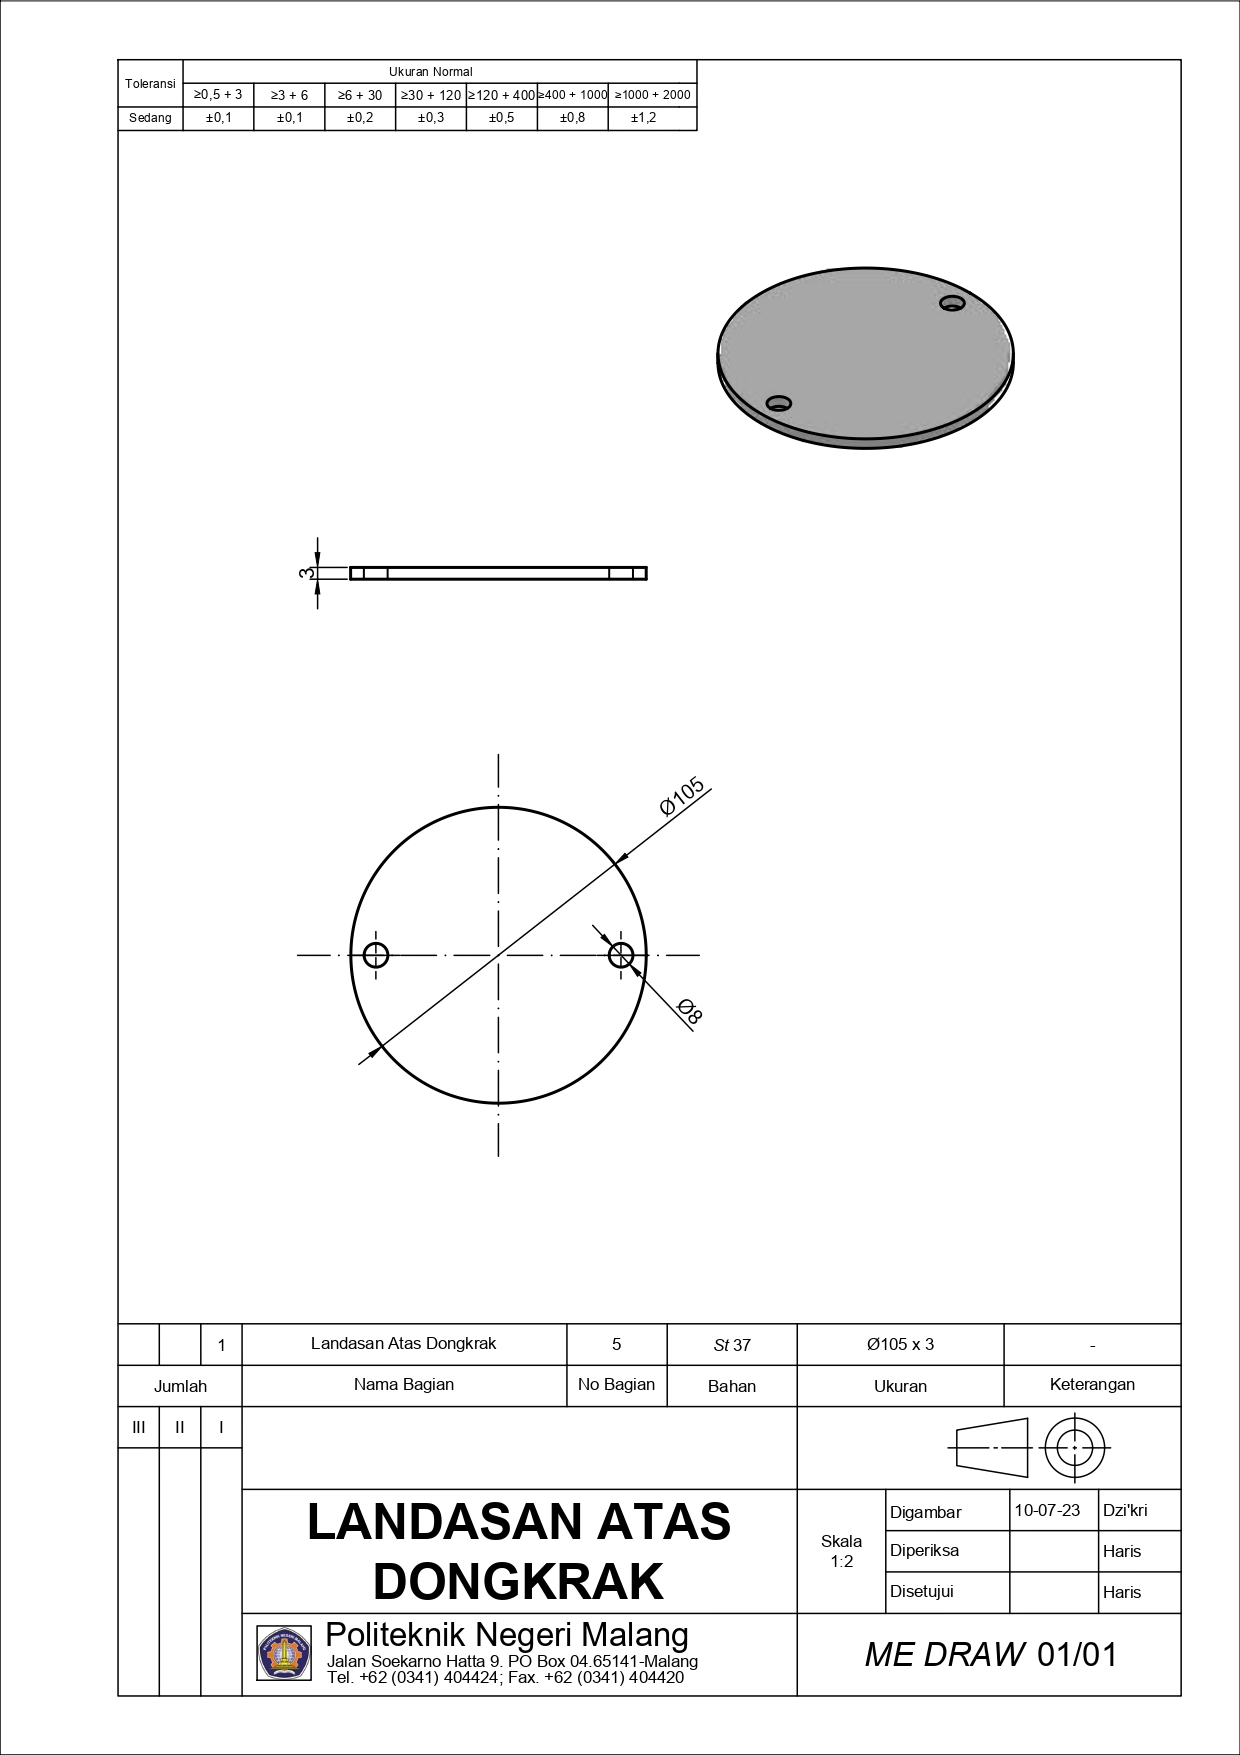 Toleransi
Ukuran Normal
≥0,5 + 3 ≥3 + 6 ≥6 + 30 ≥30 + 120 ≥120 + 400 ≥400 + 1000 ≥1000 + 2000
Sedang ±0,1 ±0,1 ±0,2 ±0,3 ±0,5 ±0,8 ±1,2
3
Ø105
Ø8
1 Landasan Atas Dongkrak 5 St 37 Ø105 x 3 -
Jumlah Nama Bagian No Bagian Bahan Ukuran Keterangan
III II I
LANDASAN ATAS
DONGKRAK
Skala
1:2
Digambar 10-07-23 Dzi'kri
Diperiksa Haris
Disetujui Haris
Politeknik Negeri Malang
Jalan Soekarno Hatta 9. PO Box 04.65141-Malang
Tel. +62 (0341) 404424; Fax. +62 (0341) 404420
ME DRAW 01/01